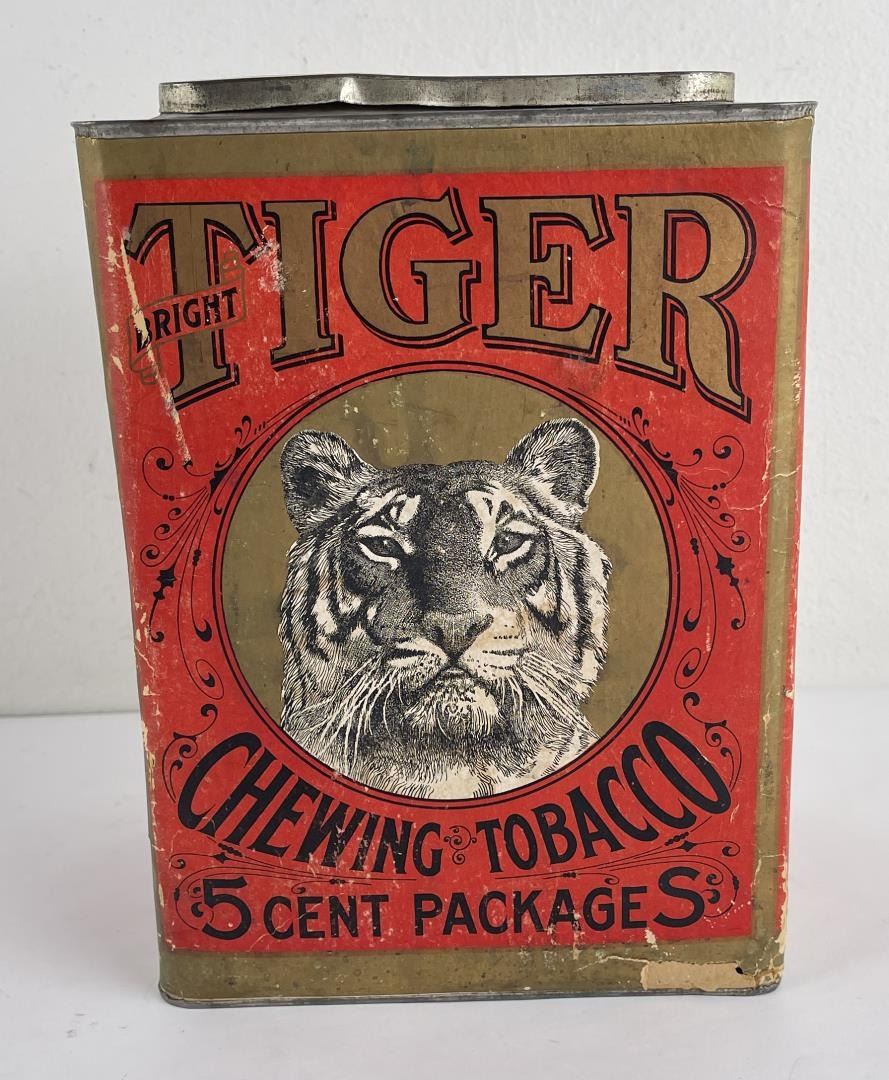 TIGER
BRIGHT
CHEWING TOBACCO
5 CENT PACKAGES